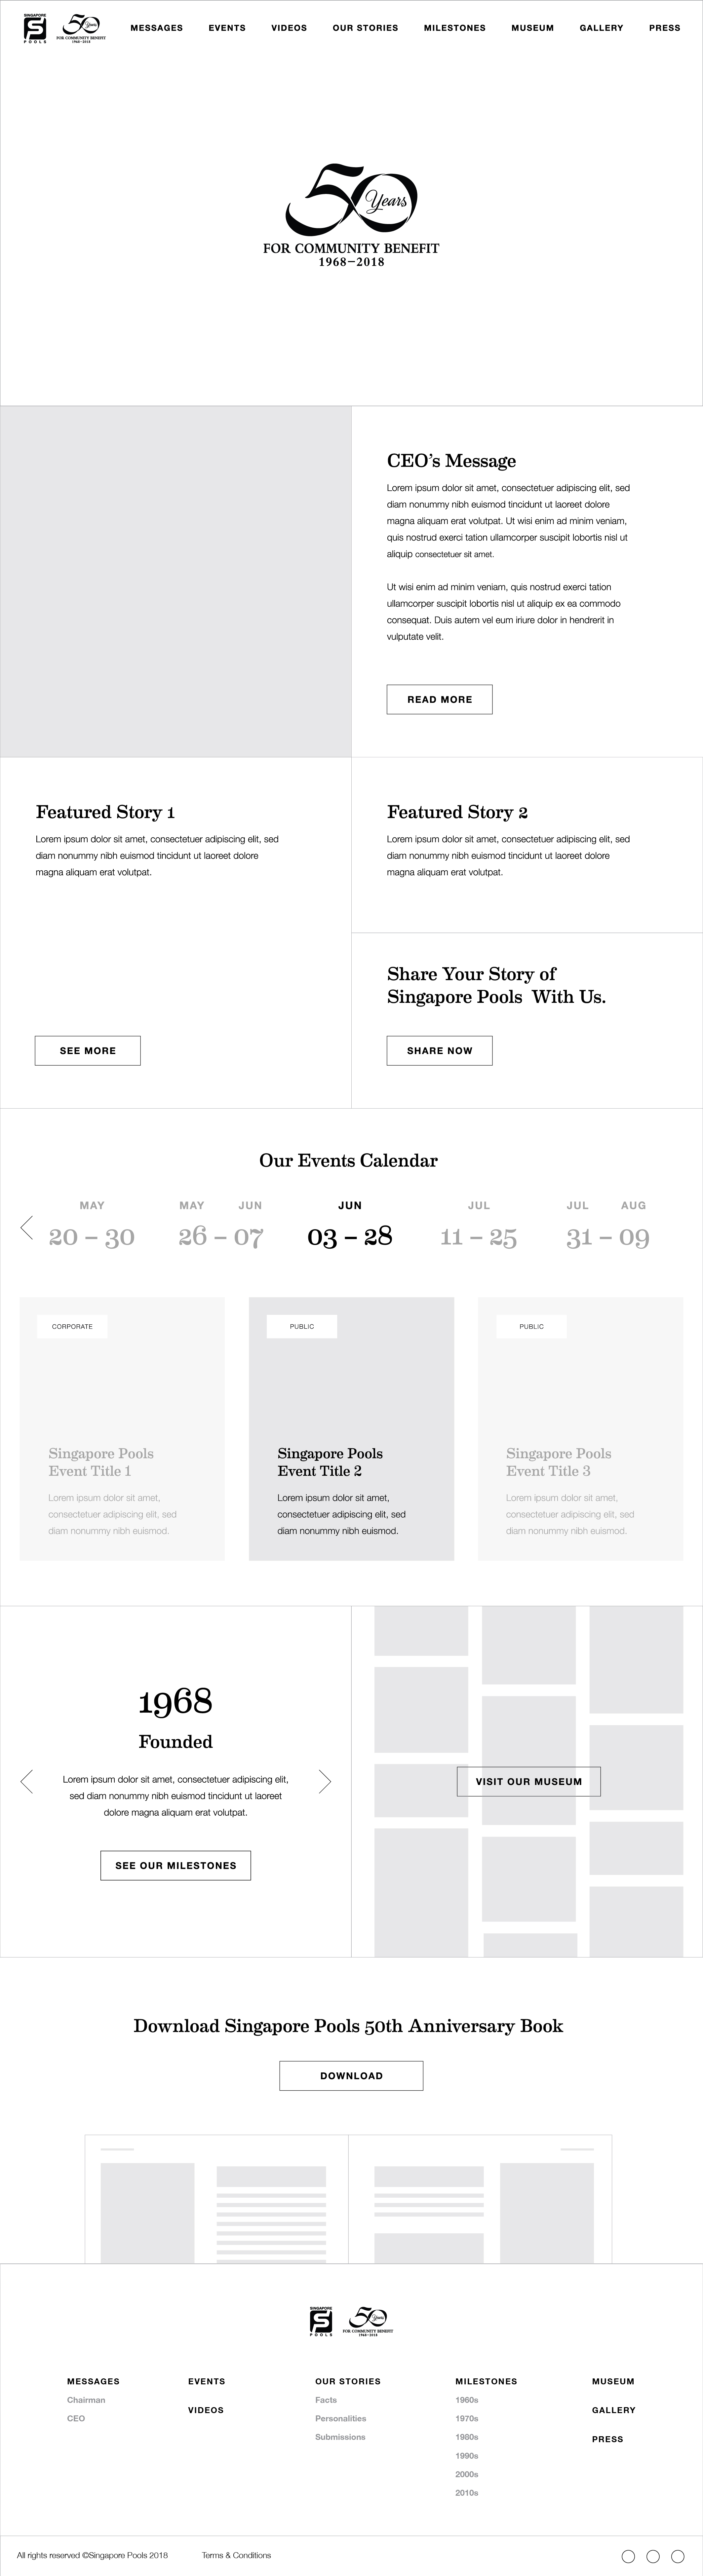 SINGAPORE
POOLS
50 Years
FOR COMMUNITY BENEFIT
1968–2018
MESSAGES EVENTS VIDEOS OUR STORIES MILESTONES MUSEUM GALLERY PRESS
50 Years
FOR COMMUNITY BENEFIT
1968–2018
CEO’s Message
Lorem ipsum dolor sit amet, consectetuer adipiscing elit, sed
diam nonummy nibh euismod tincidunt ut laoreet dolore
magna aliquam erat volutpat. Ut wisi enim ad minim veniam,
quis nostrud exerci tation ullamcorper suscipit lobortis nisl ut
aliquip consectetuer sit amet.
Ut wisi enim ad minim veniam, quis nostrud exerci tation
ullamcorper suscipit lobortis nisl ut aliquip ex ea commodo
consequat. Duis autem vel eum iriure dolor in hendrerit in
vulputate velit.
READ MORE
Featured Story 1
Lorem ipsum dolor sit amet, consectetuer adipiscing elit, sed
diam nonummy nibh euismod tincidunt ut laoreet dolore
magna aliquam erat volutpat.
SEE MORE
Featured Story 2
Lorem ipsum dolor sit amet, consectetuer adipiscing elit, sed
diam nonummy nibh euismod tincidunt ut laoreet dolore
magna aliquam erat volutpat.
Share Your Story of
Singapore Pools With Us.
SHARE NOW
Our Events Calendar
MAY
20 – 30
MAY JUN
26 – 07
JUN
03 – 28
JUL
11 – 25
JUL AUG
31 – 09
CORPORATE
Singapore Pools
Event Title 1
Lorem ipsum dolor sit amet,
consectetuer adipiscing elit, sed
diam nonummy nibh euismod.
PUBLIC
Singapore Pools
Event Title 2
Lorem ipsum dolor sit amet,
consectetuer adipiscing elit, sed
diam nonummy nibh euismod.
PUBLIC
Singapore Pools
Event Title 3
Lorem ipsum dolor sit amet,
consectetuer adipiscing elit, sed
diam nonummy nibh euismod.
1968
Founded
Lorem ipsum dolor sit amet, consectetuer adipiscing elit,
sed diam nonummy nibh euismod tincidunt ut laoreet
dolore magna aliquam erat volutpat.
SEE OUR MILESTONES
VISIT OUR MUSEUM
Download Singapore Pools 50th Anniversary Book
DOWNLOAD
SINGAPORE
POOLS
50 Years
FOR COMMUNITY BENEFIT
1968–2018
MESSAGES
Chairman
CEO
EVENTS
VIDEOS
OUR STORIES
Facts
Personalities
Submissions
MILESTONES
1960s
1970s
1980s
1990s
2000s
2010s
MUSEUM
GALLERY
PRESS
All rights reserved ©Singapore Pools 2018 Terms & Conditions